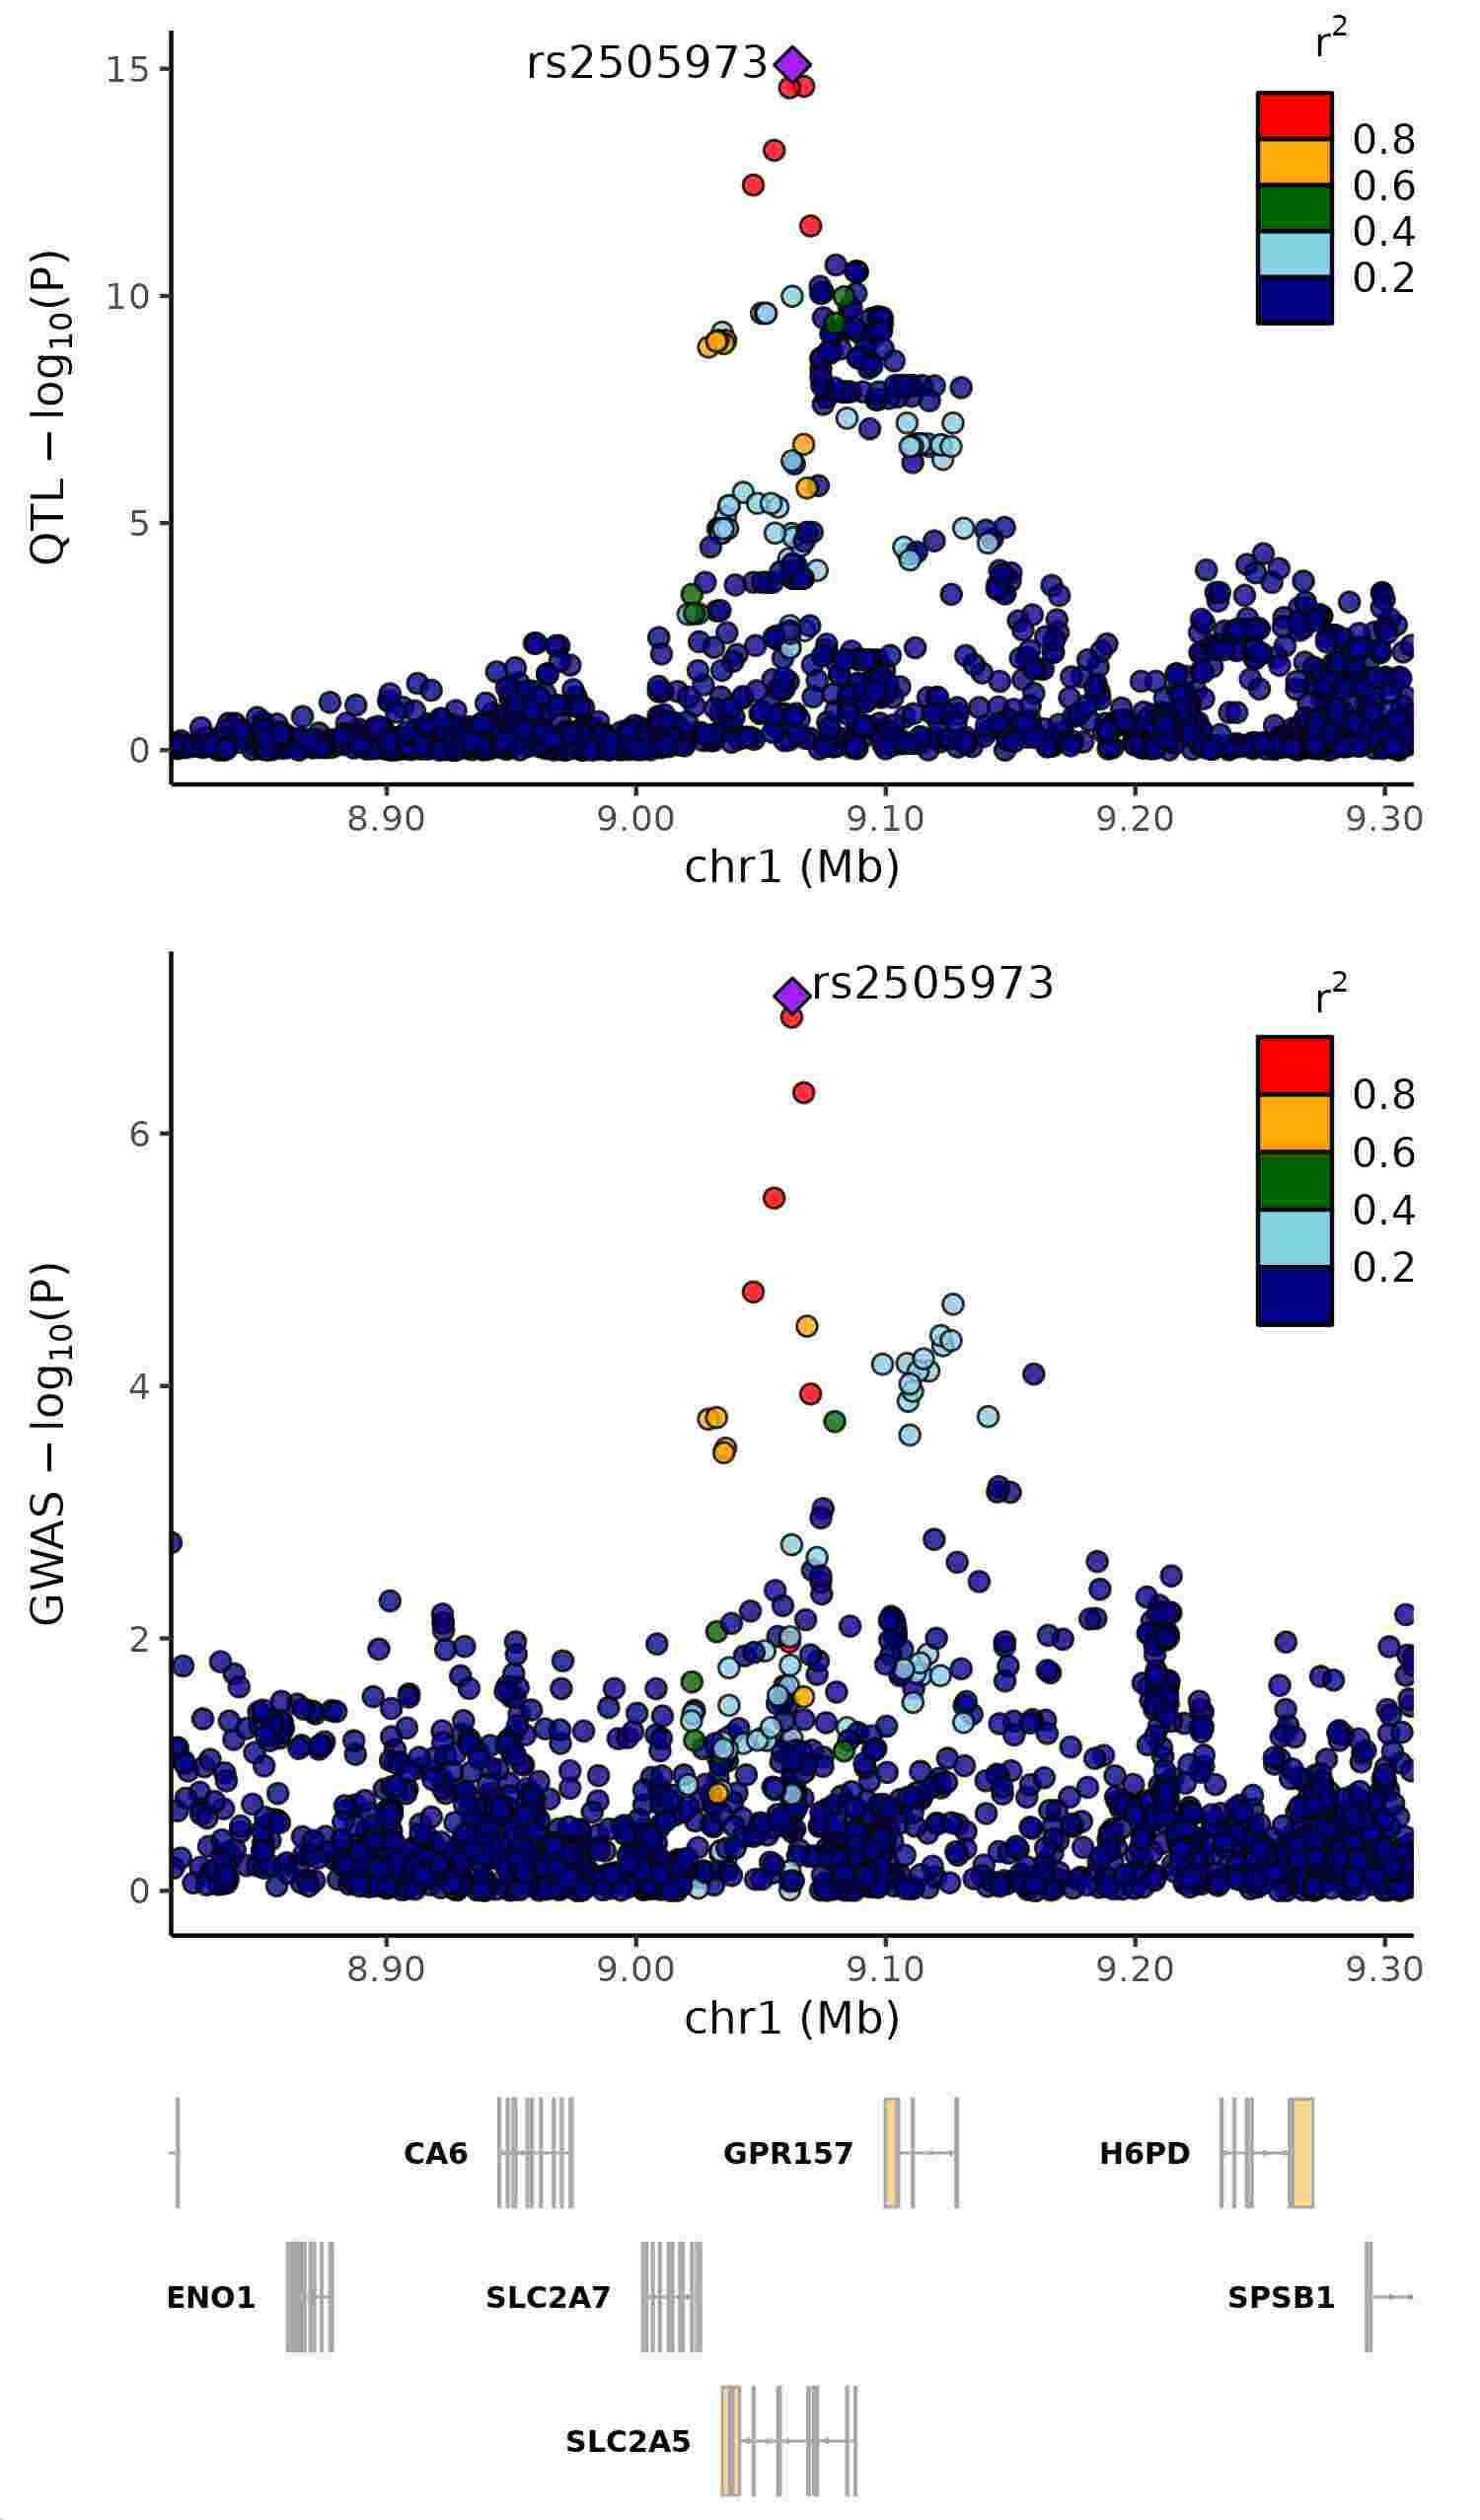 rs2505973
r²
0.8
0.6
0.4
0.2
15
10
5
0
QTL −log₁₀(P)
8.90 9.00 9.10 9.20 9.30
chr1 (Mb)
rs2505973
r²
0.8
0.6
0.4
0.2
6
4
2
0
GWAS −log₁₀(P)
8.90 9.00 9.10 9.20 9.30
chr1 (Mb)
CA6 GPR157 H6PD
ENO1 SLC2A7 SPSB1
SLC2A5